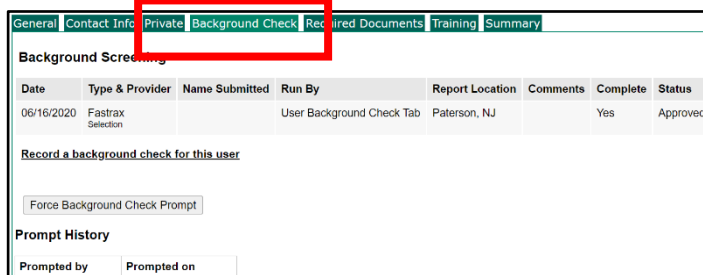 General Contact Info Private Background Check Required Documents Training Summary
Background Screening
Date Type & Provider Name Submitted Run By Report Location Comments Complete Status
06/16/2020 Fastrax User Background Check Tab Paterson, NJ Yes Approved
Selection
Record a background check for this user
Force Background Check Prompt
Prompt History
Prompted by Prompted on